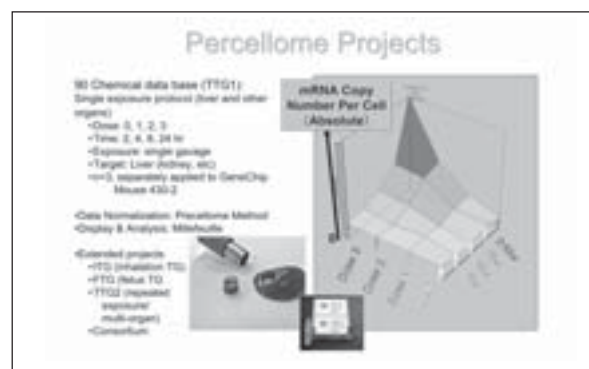 Percellome Projects
90 Chemical data base (TTG1):
Single exposure protocol (liver and other
organs)
•Dose: 0, 1, 2, 3
•Time: 2, 4, 8, 24 hr
•Exposure: single gavage
•Target: Liver (kidney, etc)
•n=3, separately applied to GeneChip
Mouse 430-2
•Data Normalization: Percellome Method
•Display & Analysis: Millefeuille
•Extended projects
•ITG (inhalation TG)
•FTG (fetus TG)
•TTG2 (repeated
exposure/
multi-organ)
•Consortium
mRNA Copy
Number Per Cell
(Absolute)
0
Dose 3
Dose 2
Dose 1